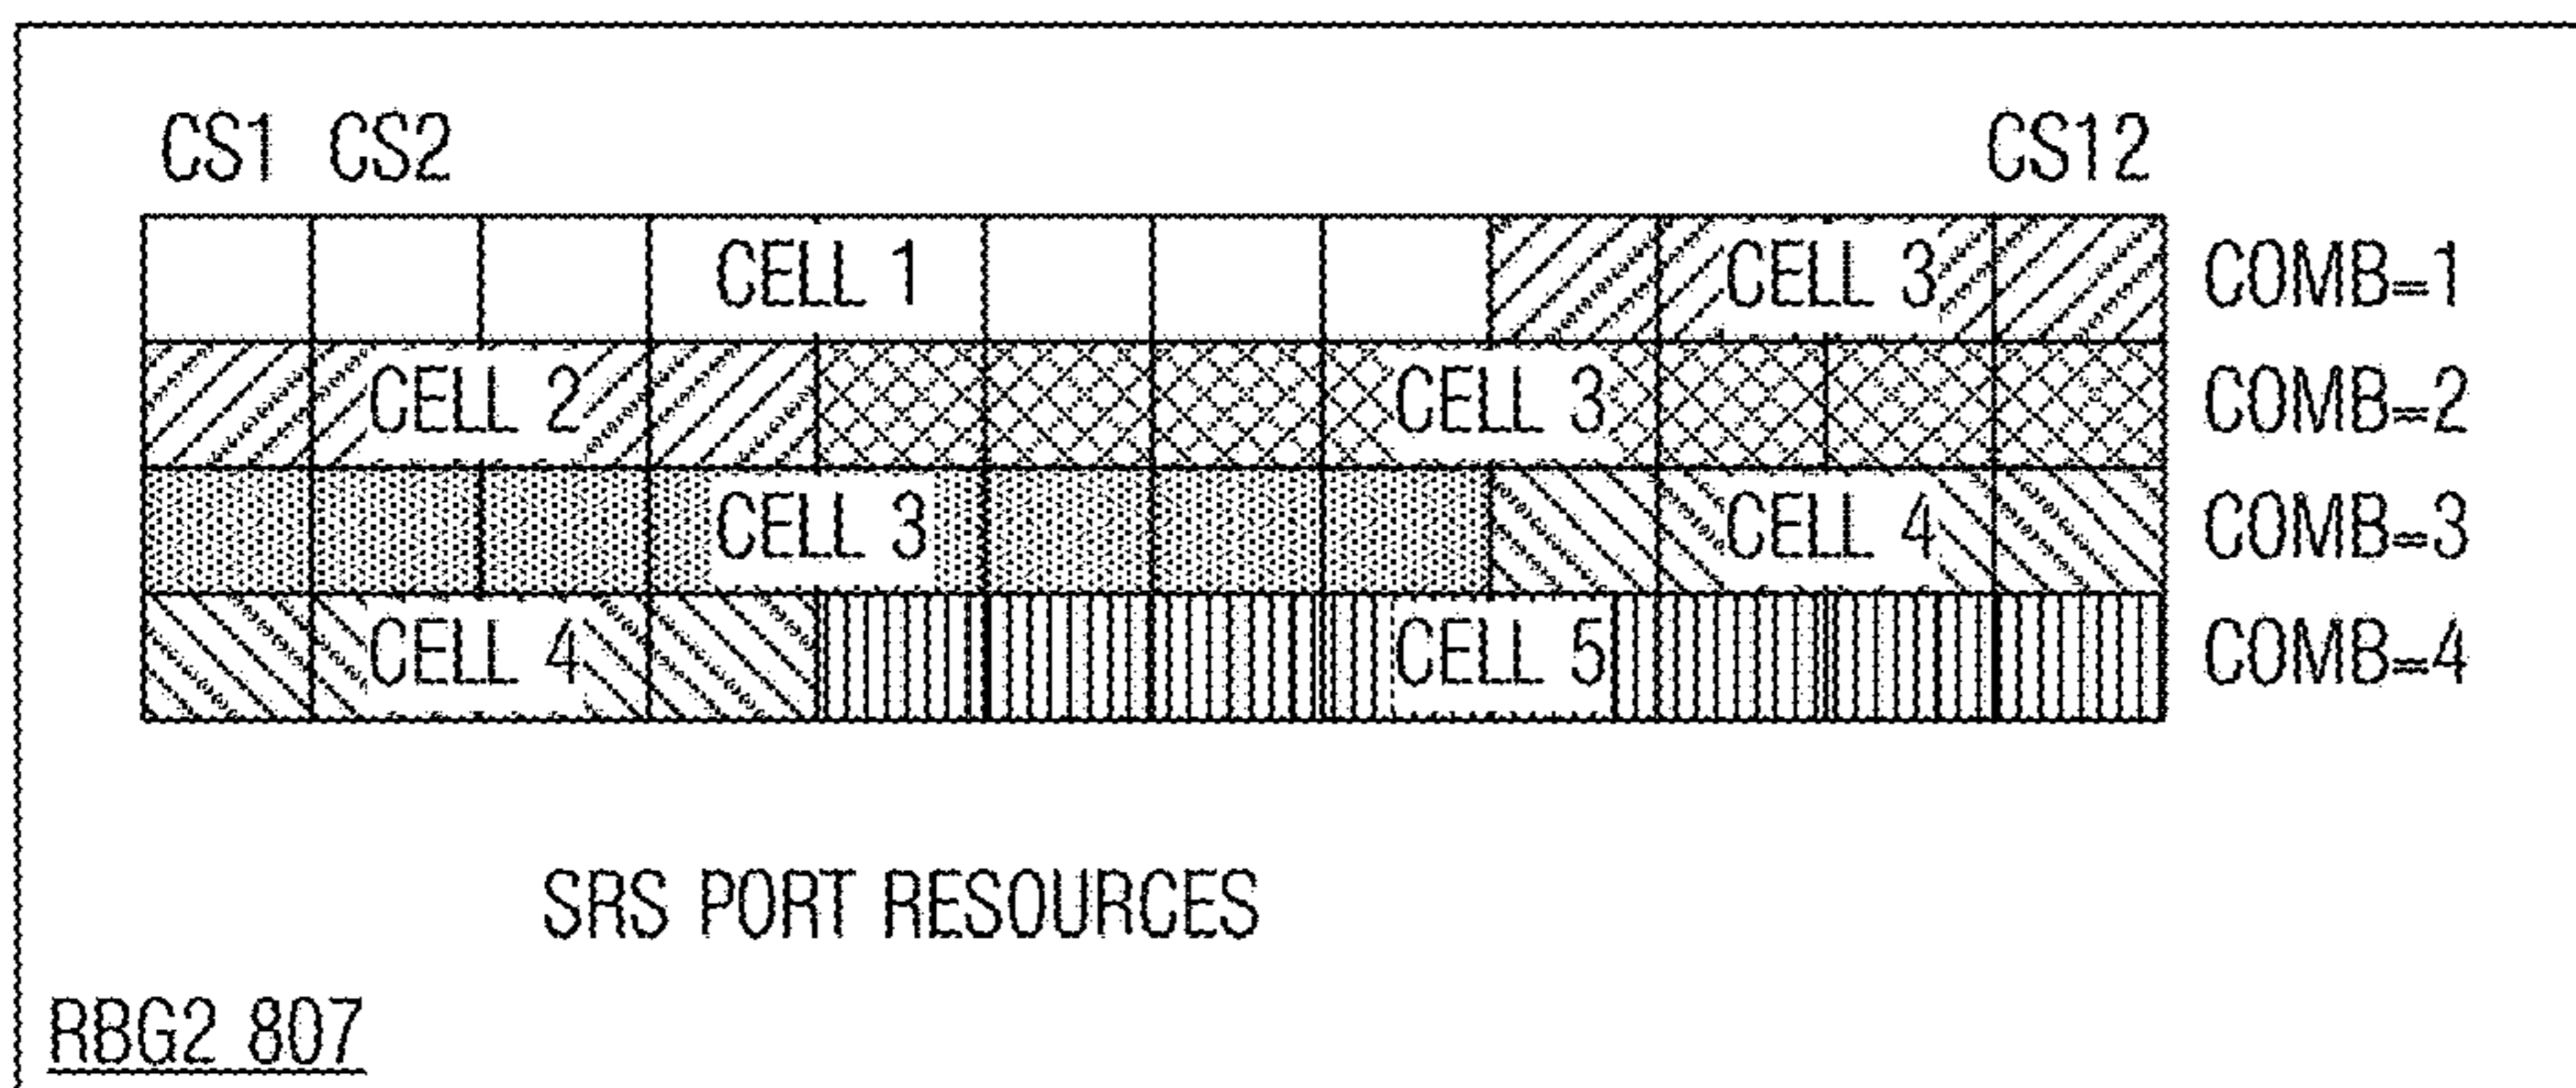 CS1 CS2 CS12
CELL 1 CELL 3 COMB=1
CELL 2 CELL 3 COMB=2
CELL 3 CELL 4 COMB=3
CELL 4 CELL 5 COMB=4
SRS PORT RESOURCES
RBG2 807